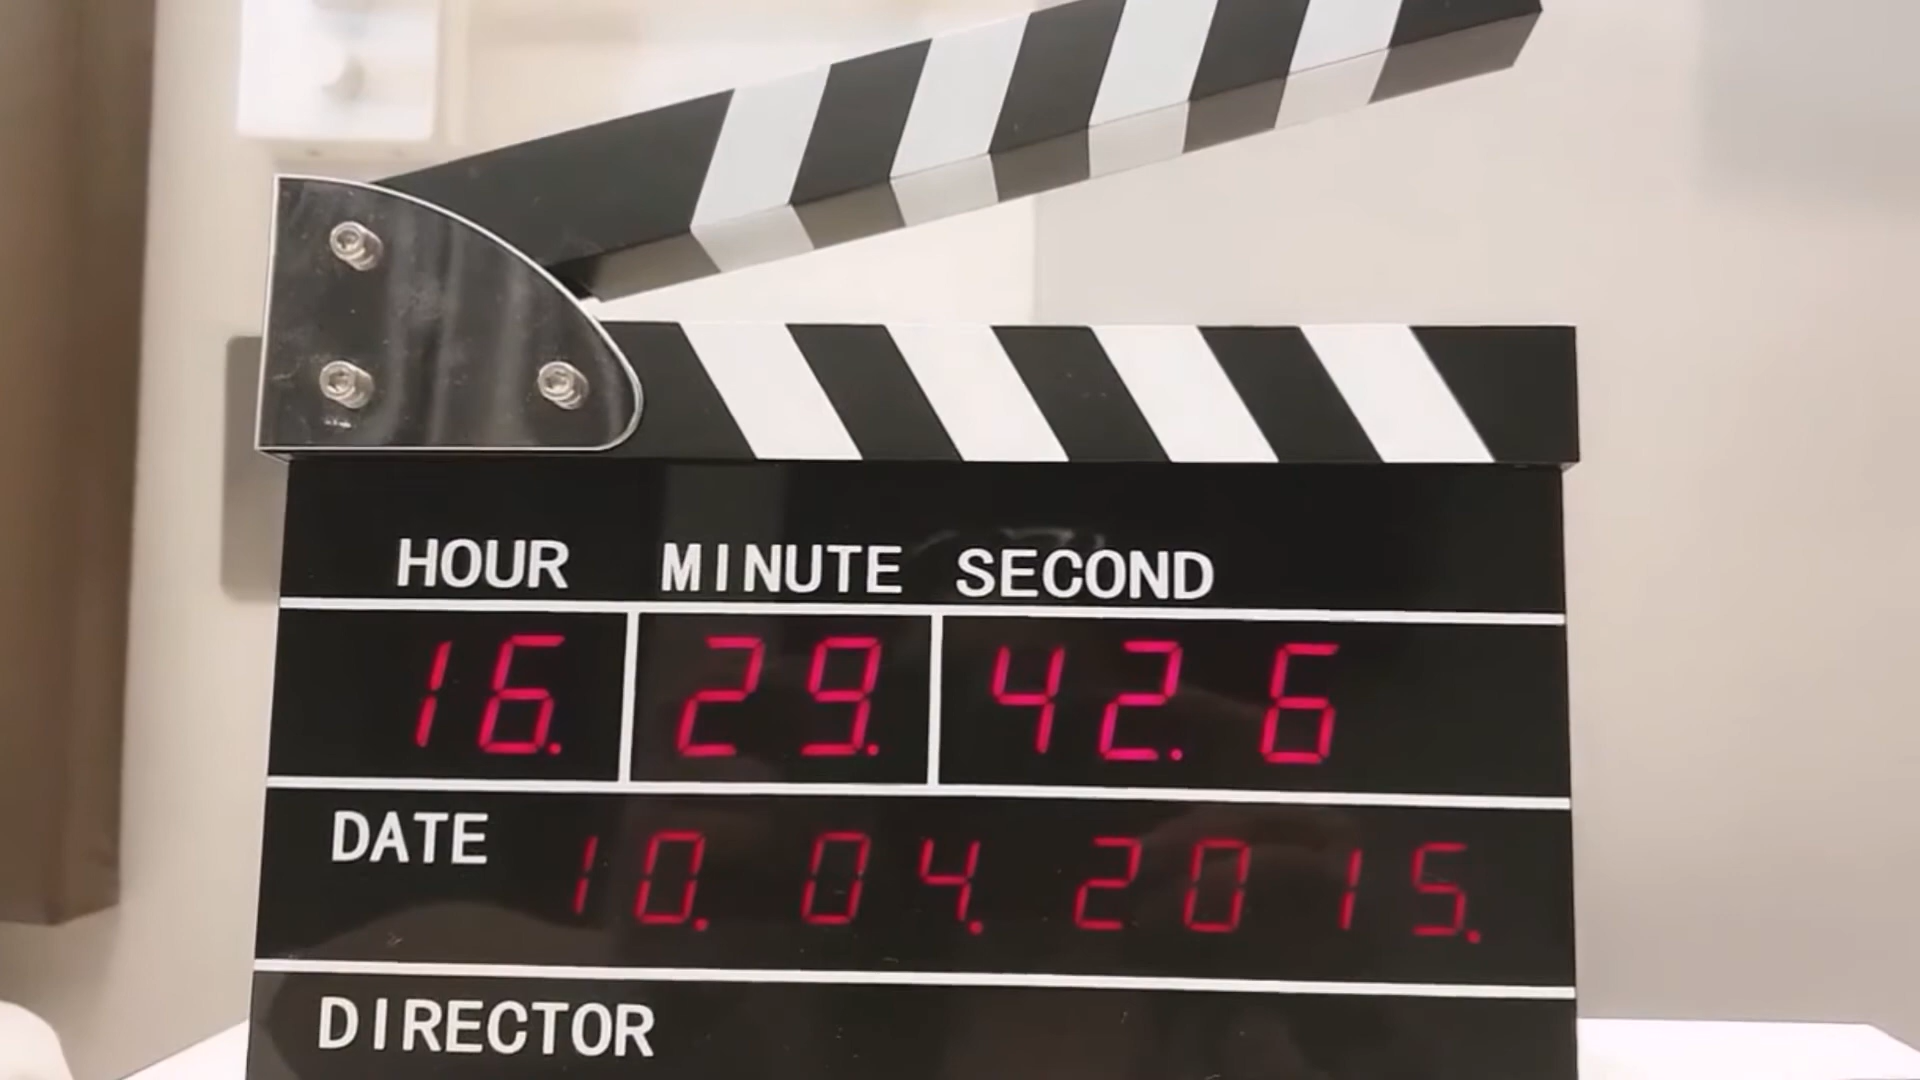 HOUR MINUTE SECOND
16. 29. 42. 6
DATE 10. 04. 2015.
DIRECTOR